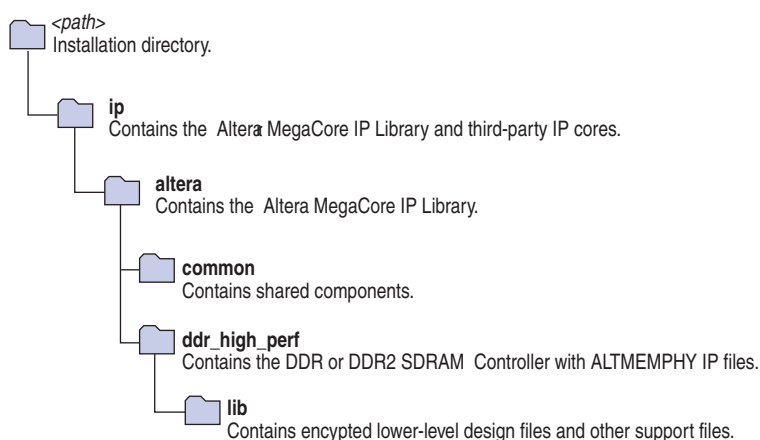 <path>
Installation directory.
ip
Contains the Altera MegaCore IP Library and third-party IP cores.
altera
Contains the Altera MegaCore IP Library.
common
Contains shared components.
ddr_high_perf
Contains the DDR or DDR2 SDRAM Controller with ALTMEMPHY IP files.
lib
Contains encrypted lower-level design files and other support files.